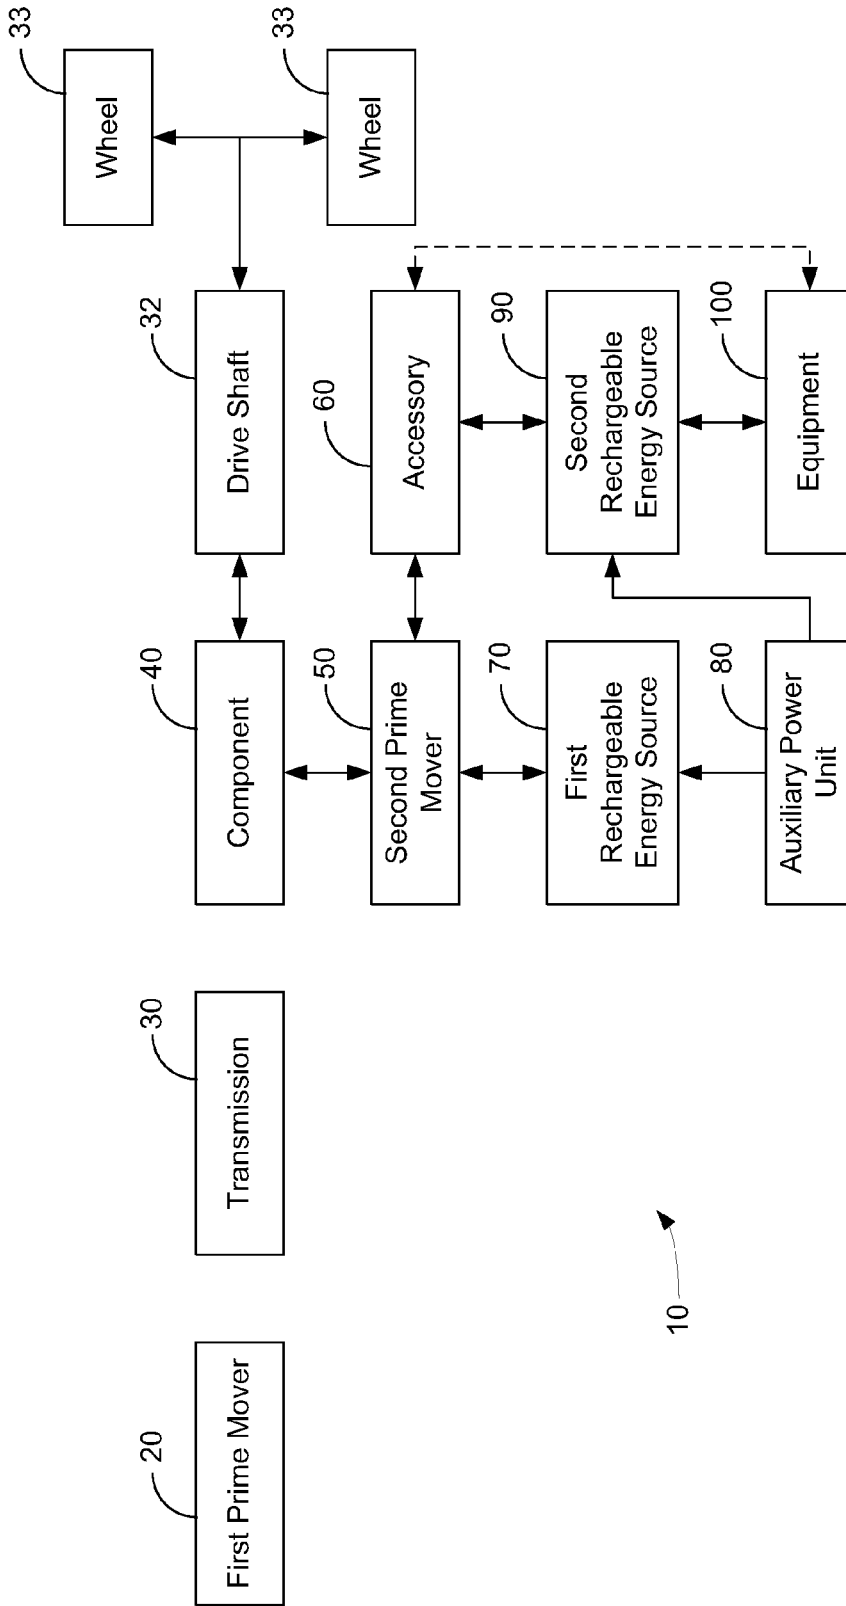 33
Wheel
33
Wheel
20
First Prime Mover
30
Transmission
40
Component
32
Drive Shaft
50
Second Prime
Mover
60
Accessory
70
First
Rechargeable
Energy Source
90
Second
Rechargeable
Energy Source
80
Auxiliary Power
Unit
100
Equipment
10